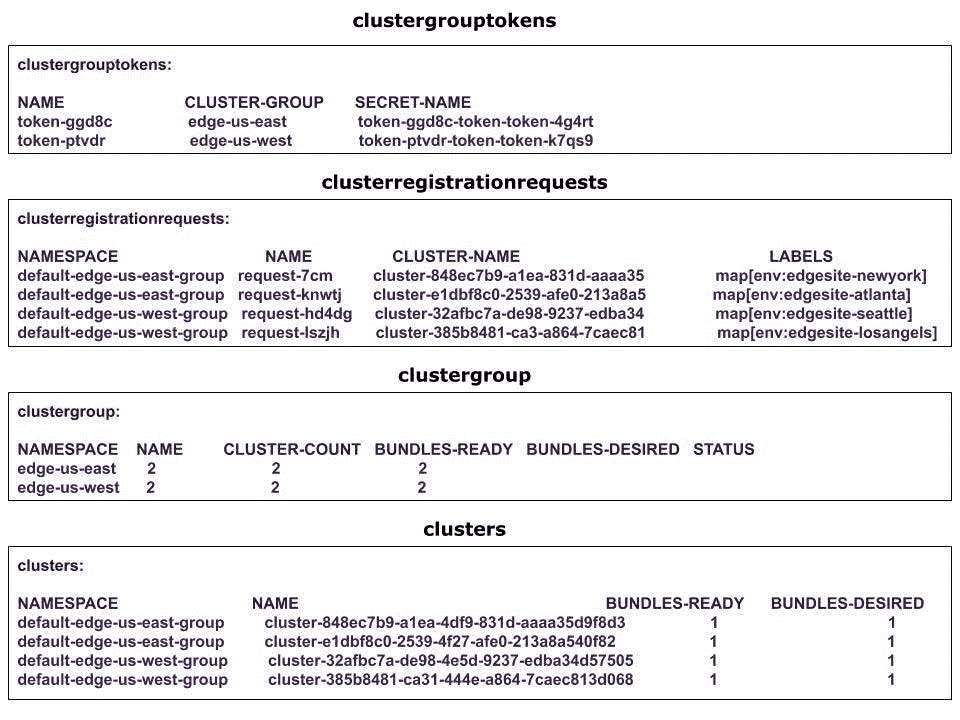 clustergrouptokens
clustergrouptokens:
NAME CLUSTER-GROUP SECRET-NAME
token-ggd8c edge-us-east token-ggd8c-token-token-4g4rt
token-ptvdr edge-us-west token-ptvdr-token-token-k7qs9
clusterregistrationrequests
clusterregistrationrequests:
NAMESPACE NAME CLUSTER-NAME LABELS
default-edge-us-east-group request-7cm cluster-848ec7b9-a1ea-831d-aaaa35 map[env:edgesite-newyork]
default-edge-us-east-group request-knwtj cluster-e1dbf8c0-2539-afe0-213a8a5 map[env:edgesite-atlanta]
default-edge-us-west-group request-hd4dg cluster-32afbc7a-de98-9237-edba34 map[env:edgesite-seattle]
default-edge-us-west-group request-lszjh cluster-385b8481-ca3-a864-7caec81 map[env:edgesite-losangels]
clustergroup
clustergroup:
NAMESPACE NAME CLUSTER-COUNT BUNDLES-READY BUNDLES-DESIRED STATUS
edge-us-east 2 2 2
edge-us-west 2 2 2
clusters
clusters:
NAMESPACE NAME BUNDLES-READY BUNDLES-DESIRED
default-edge-us-east-group cluster-848ec7b9-a1ea-4df9-831d-aaaa35d9f8d3 1 1
default-edge-us-east-group cluster-e1dbf8c0-2539-4f27-afe0-213a8a540f82 1 1
default-edge-us-west-group cluster-32afbc7a-de98-4e5d-9237-edba34d57505 1 1
default-edge-us-west-group cluster-385b8481-ca31-444e-a864-7caec813d068 1 1